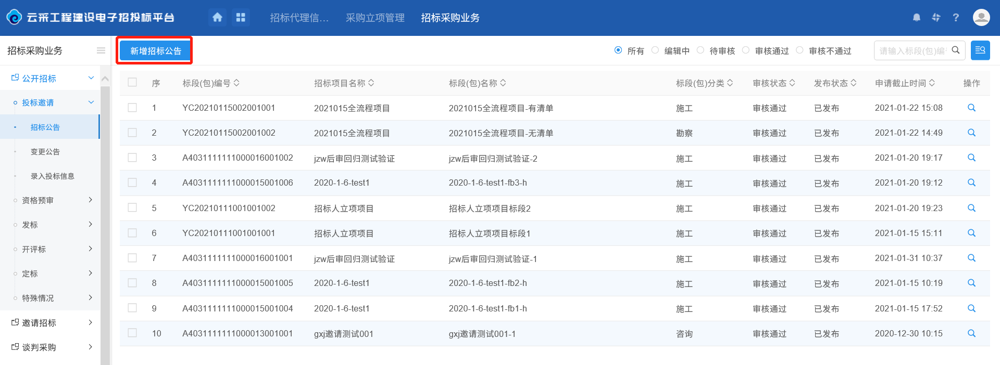 云采工程建设电子招投标平台 招标代理信... 采购立项管理 招标采购业务 ?
招标采购业务 新增招标公告 所有 编辑中 待审核 审核通过 审核不通过 请输入标段(包)编号
公开招标
投标邀请
招标公告
变更公告
录入投标信息
资格预审
发标
开评标
定标
特殊情况
邀请招标
谈判采购
序 标段(包)编号 招标项目名称 标段(包)名称 标段(包)分类 审核状态 发布状态 申请截止时间 操作
1 YC20210115002001001 2021015全流程项目 2021015全流程项目-有清单 施工 审核通过 已发布 2021-01-22 15:08
2 YC20210115002001002 2021015全流程项目 2021015全流程项目-无清单 勘察 审核通过 已发布 2021-01-22 14:49
3 A4031111111000016001002 jzw后审回归测试验证 jzw后审回归测试验证-2 施工 审核通过 已发布 2021-01-20 19:17
4 A4031111111000015001006 2020-1-6-test1 2020-1-6-test1-fb3-h 施工 审核通过 已发布 2021-01-20 19:12
5 YC20210111001001002 招标人立项项目 招标人立项项目标段2 施工 审核通过 已发布 2021-01-20 19:23
6 YC20210111001001001 招标人立项项目 招标人立项项目标段1 施工 审核通过 已发布 2021-01-15 15:11
7 A4031111111000016001001 jzw后审回归测试验证 jzw后审回归测试验证-1 施工 审核通过 已发布 2021-01-31 10:37
8 A4031111111000015001005 2020-1-6-test1 2020-1-6-test1-fb2-h 施工 审核通过 已发布 2021-01-15 10:19
9 A4031111111000015001004 2020-1-6-test1 2020-1-6-test1-fb1-h 施工 审核通过 已发布 2021-01-15 17:52
10 A4031111111000013001001 gxj邀请测试001 gxj邀请测试001-1 咨询 审核通过 已发布 2020-12-30 10:15